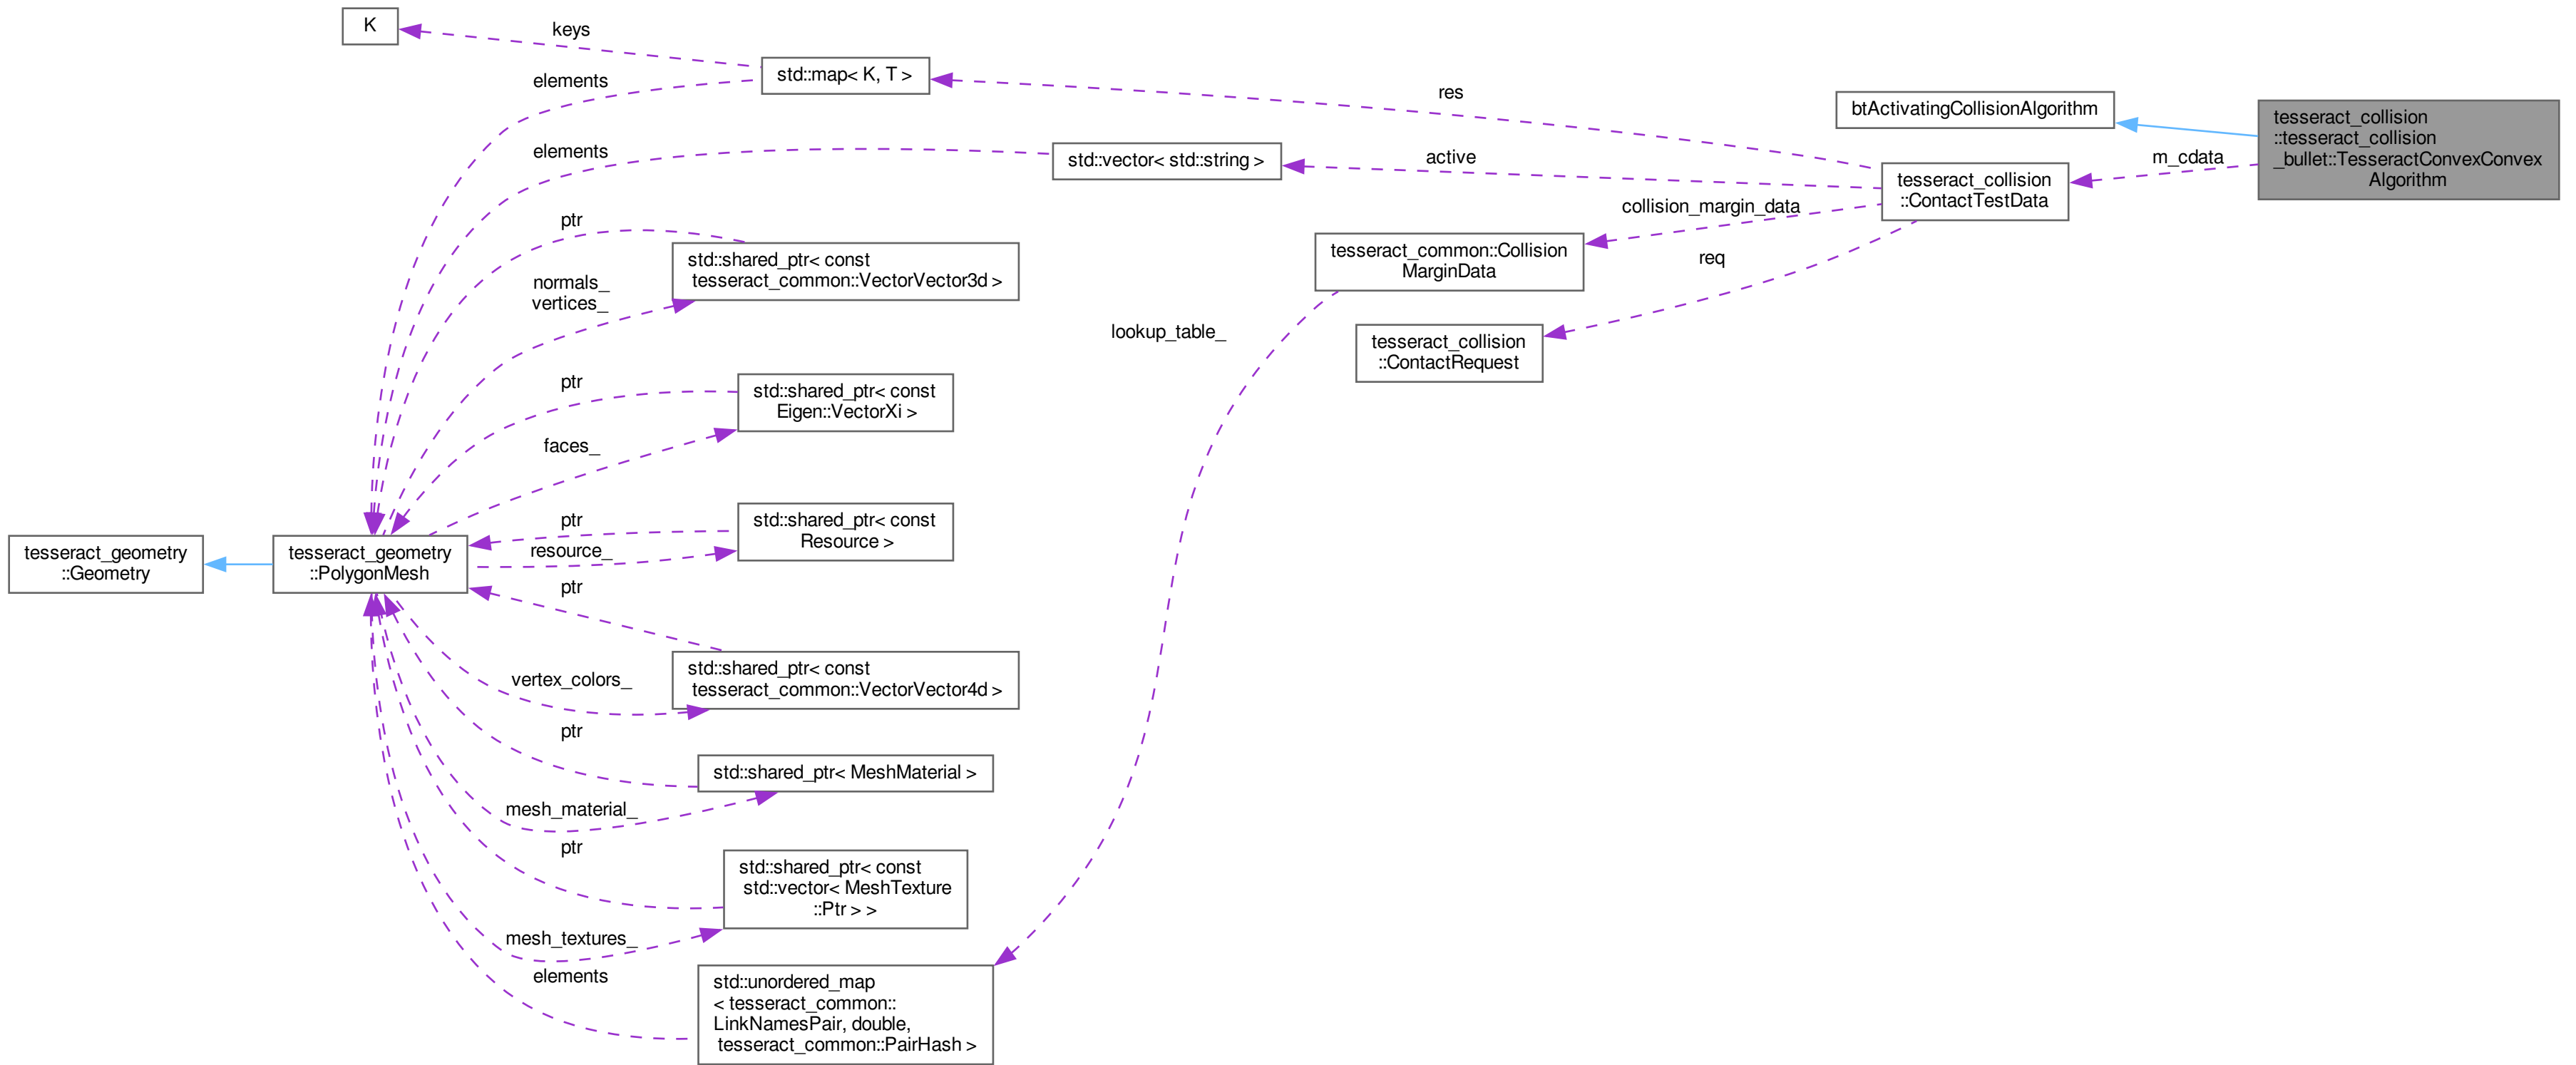 K
keys
std::map< K, T >
elements
res
btActivatingCollisionAlgorithm
tesseract_collision
::tesseract_collision
_bullet::TesseractConvexConvex
Algorithm
m_cdata
elements
std::vector< std::string >
active
tesseract_collision
::ContactTestData
collision_margin_data
ptr
std::shared_ptr< const
tesseract_common::VectorVector3d >
tesseract_common::Collision
MarginData
req
normals_
vertices_
lookup_table_
tesseract_collision
::ContactRequest
ptr
std::shared_ptr< const
Eigen::VectorXi >
faces_
ptr
std::shared_ptr< const
Resource >
resource_
tesseract_geometry
::Geometry
tesseract_geometry
::PolygonMesh
ptr
std::shared_ptr< const
tesseract_common::VectorVector4d >
vertex_colors_
ptr
std::shared_ptr< MeshMaterial >
mesh_material_
ptr
std::shared_ptr< const
std::vector< MeshTexture
::Ptr > >
mesh_textures_
elements
std::unordered_map
< tesseract_common::
LinkNamesPair, double,
tesseract_common::PairHash >